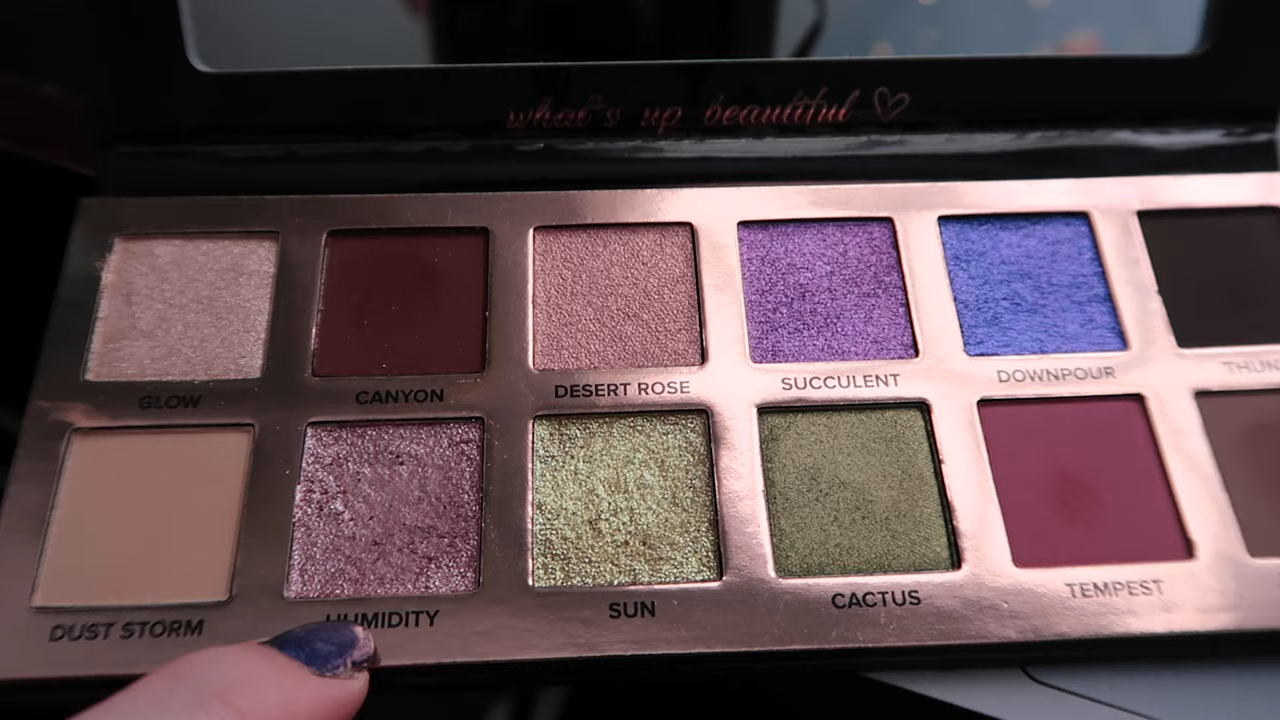 what's up beautiful
GLOW CANYON DESERT ROSE SUCCULENT DOWNPOUR
DUST STORM HUMIDITY SUN CACTUS TEMPEST